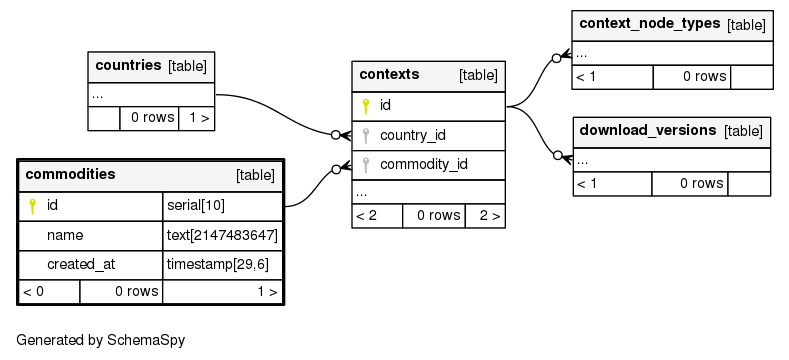 countries [table]
...
0 rows 1 >
commodities [table]
id serial[10]
name text[2147483647]
created_at timestamp[29,6]
< 0 0 rows 1 >
contexts [table]
id
country_id
commodity_id
...
< 2 0 rows 2 >
context_node_types [table]
...
< 1 0 rows
download_versions [table]
...
< 1 0 rows
Generated by SchemaSpy